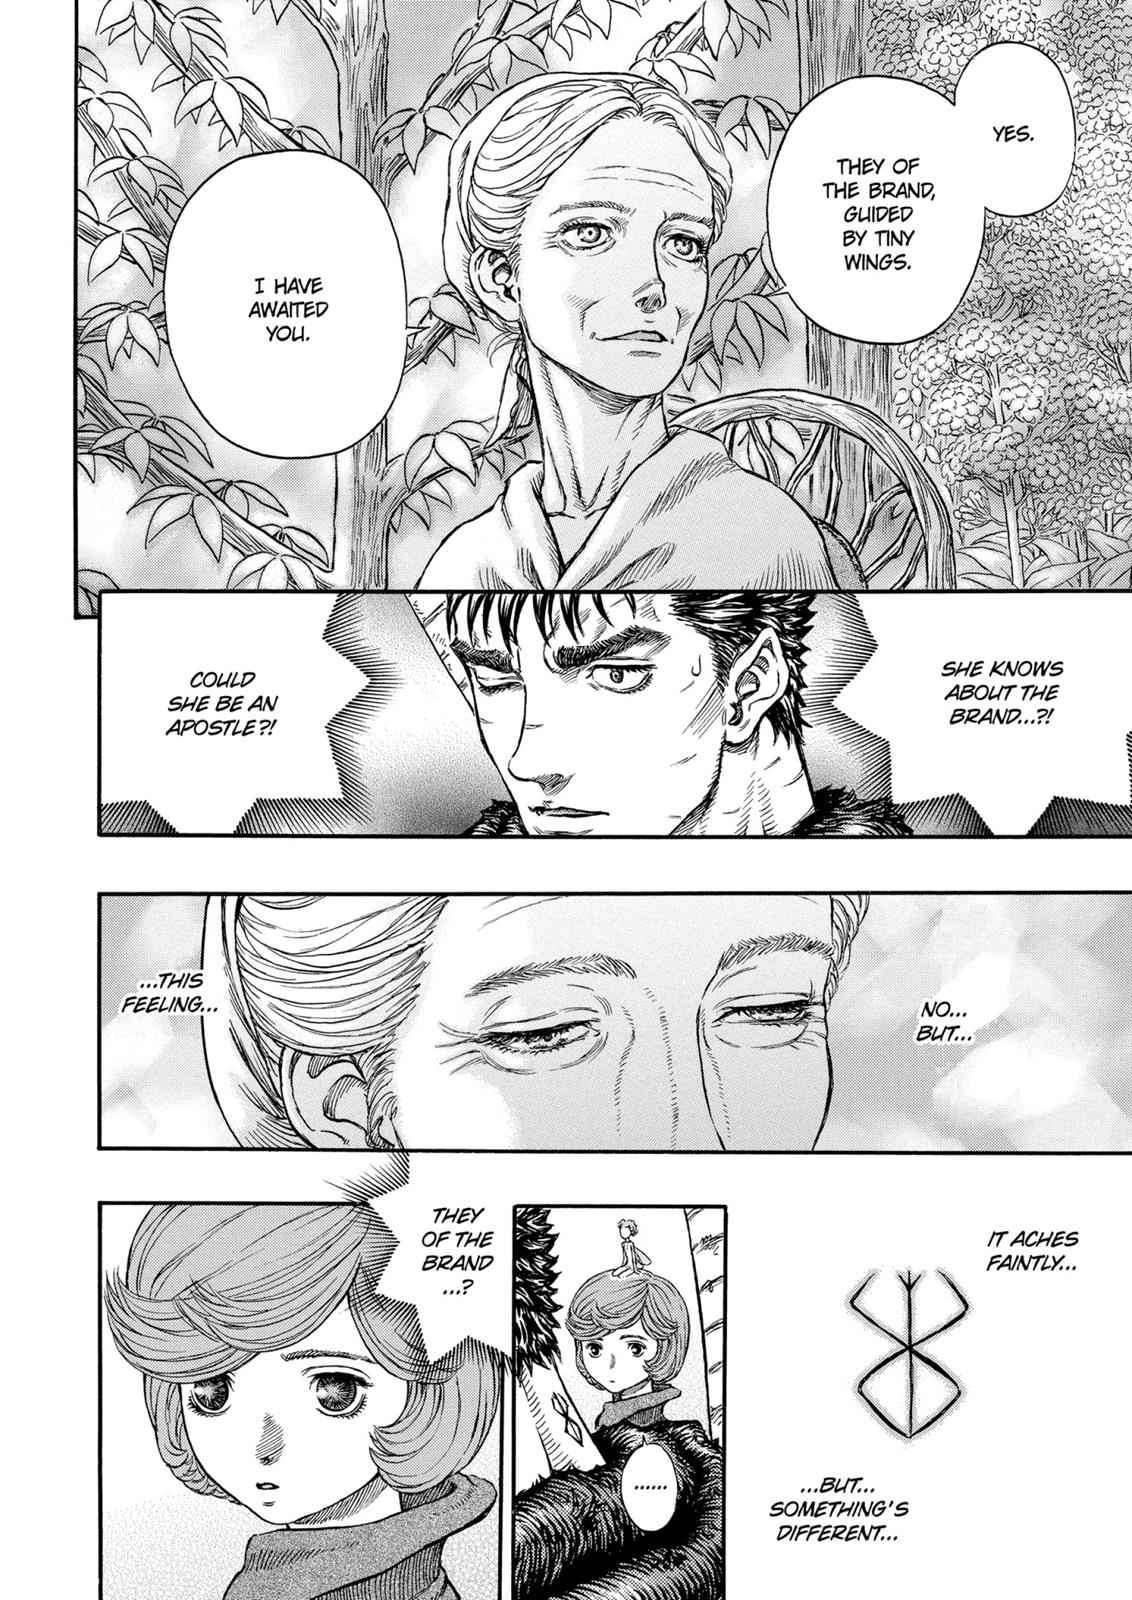 YES.
THEY OF
THE BRAND,
GUIDED
BY TINY
WINGS.
I HAVE
AWAITED
YOU.
SHE KNOWS
ABOUT THE
BRAND...?!
COULD
SHE BE AN
APOSTLE?!
NO...
BUT...
...THIS
FEELING...
IT ACHES
FAINTLY...
...BUT...
SOMETHING'S
DIFFERENT...
......
THEY
OF THE
BRAND
...?